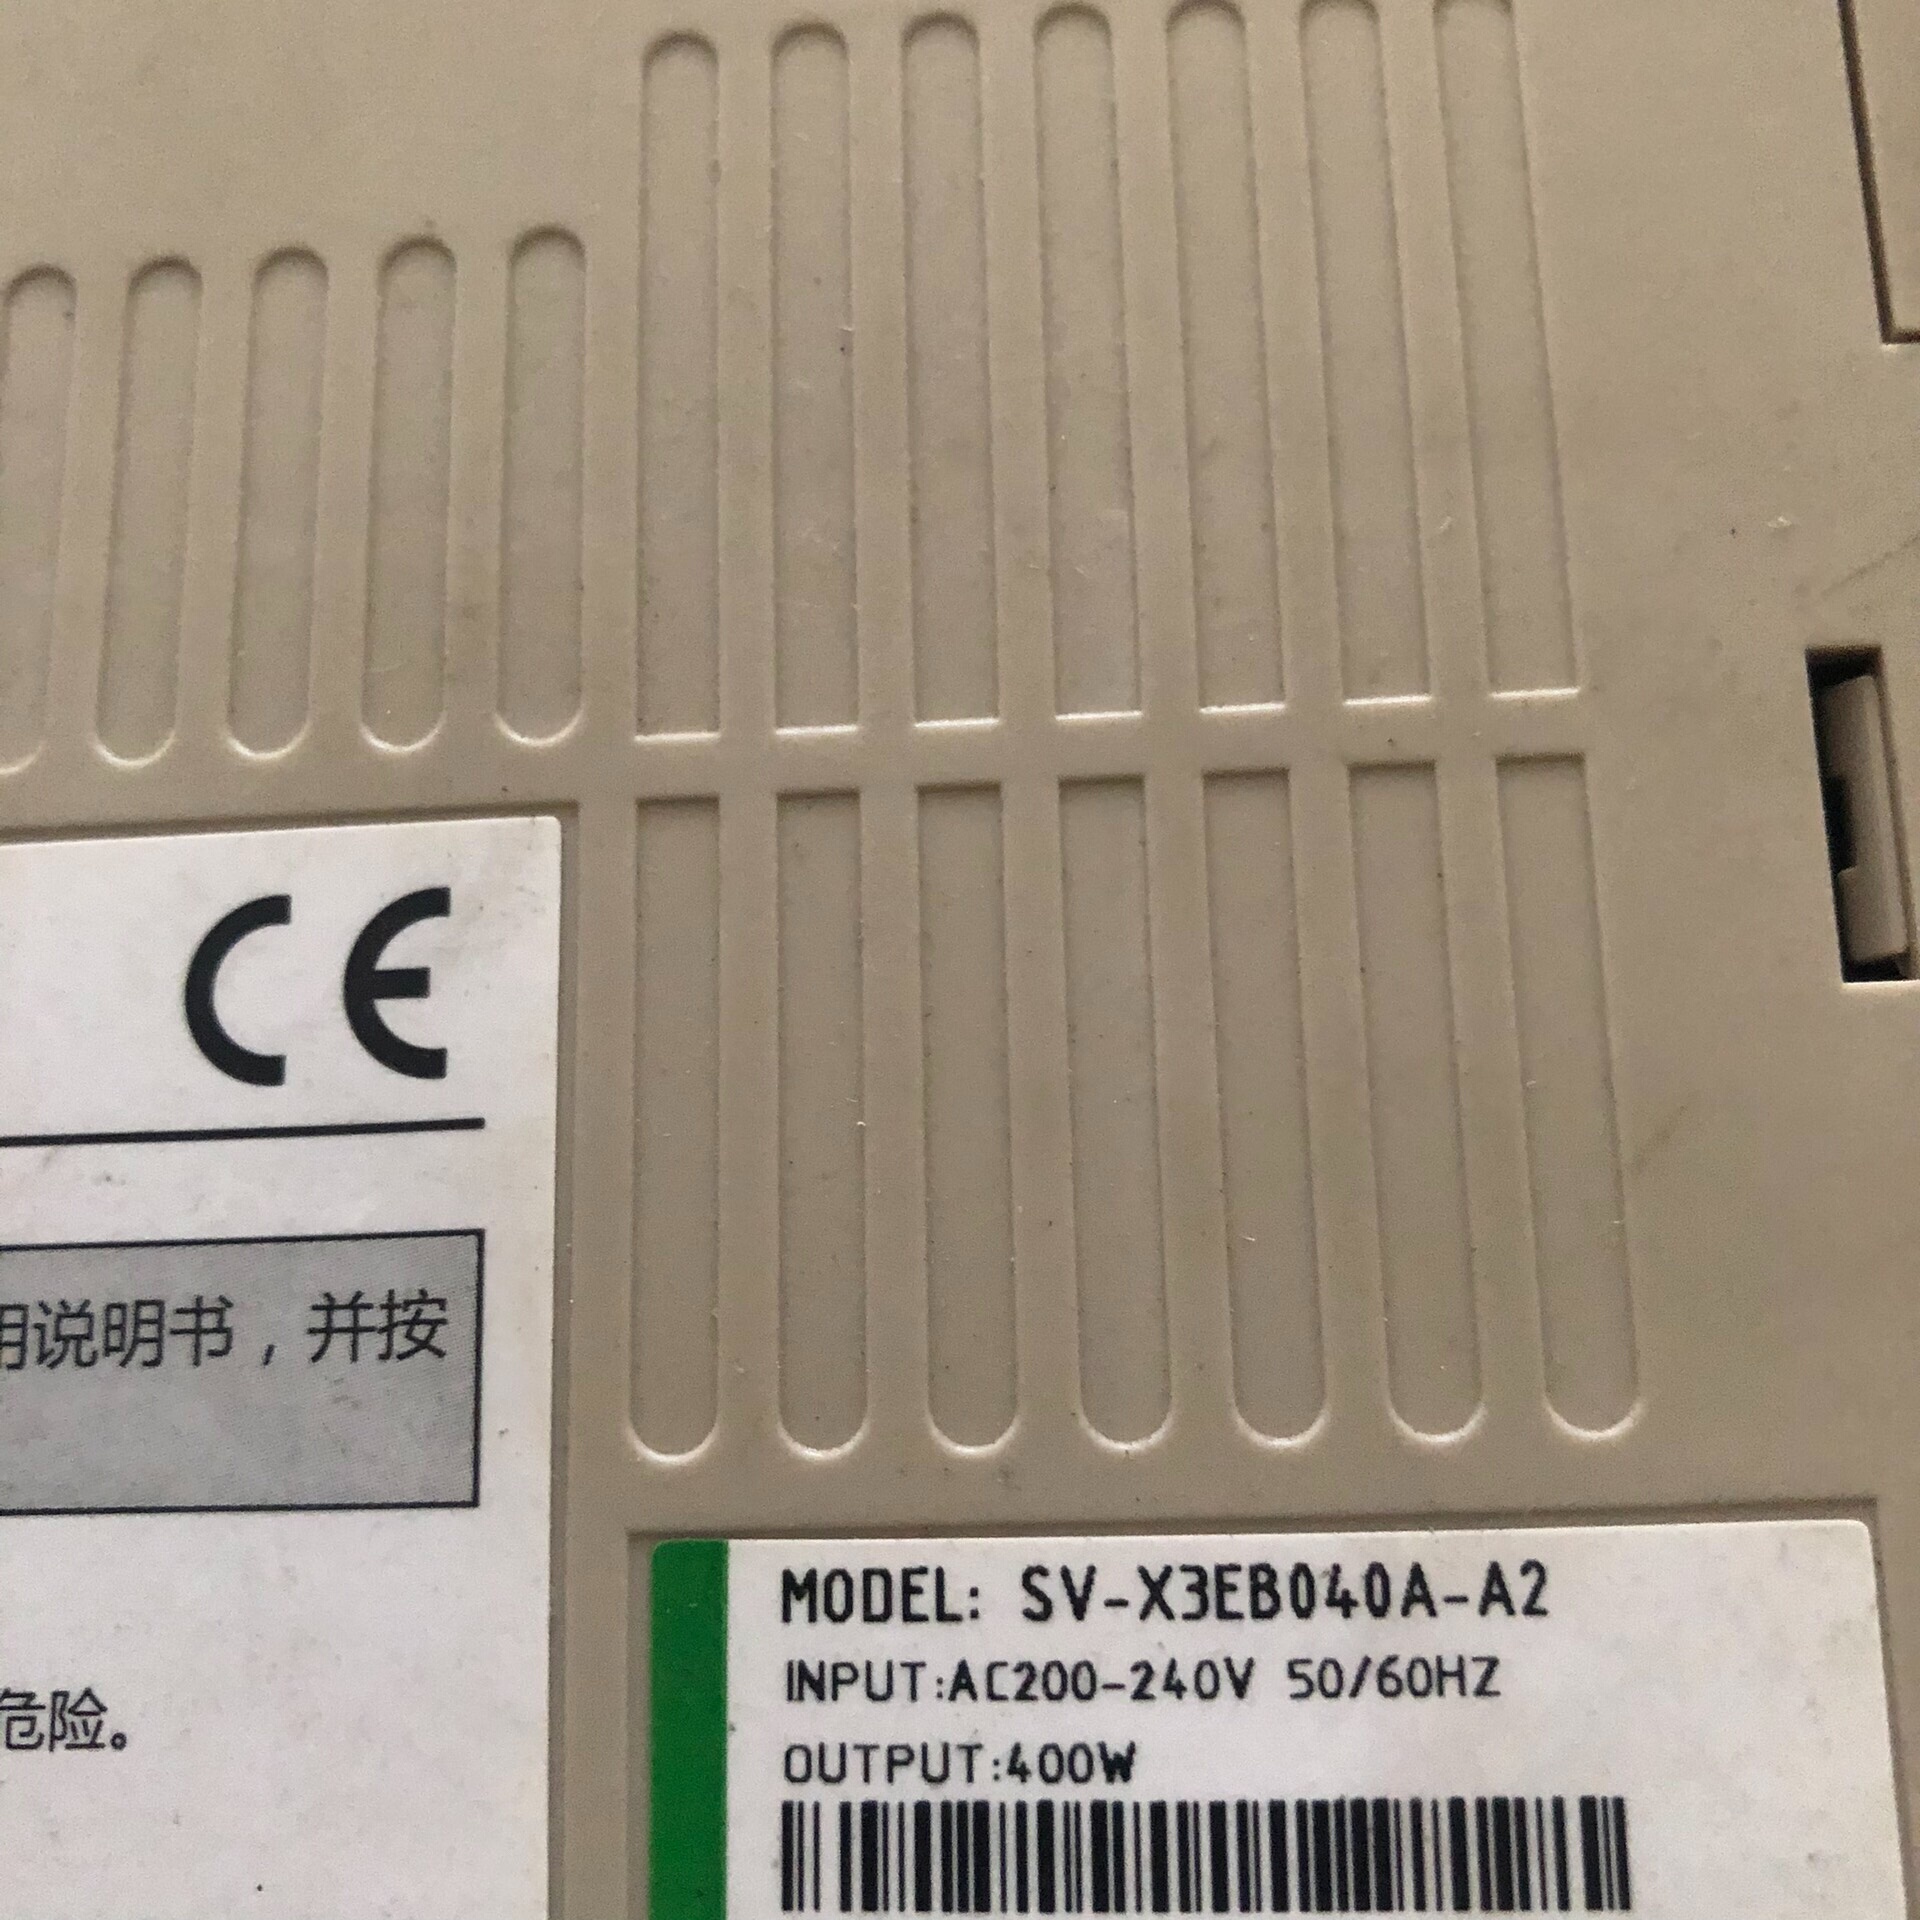 CE
用说明书，并按
危险。
MODEL: SV-X3EB040A-A2
INPUT:AC200-240V 50/60HZ
OUTPUT:400W